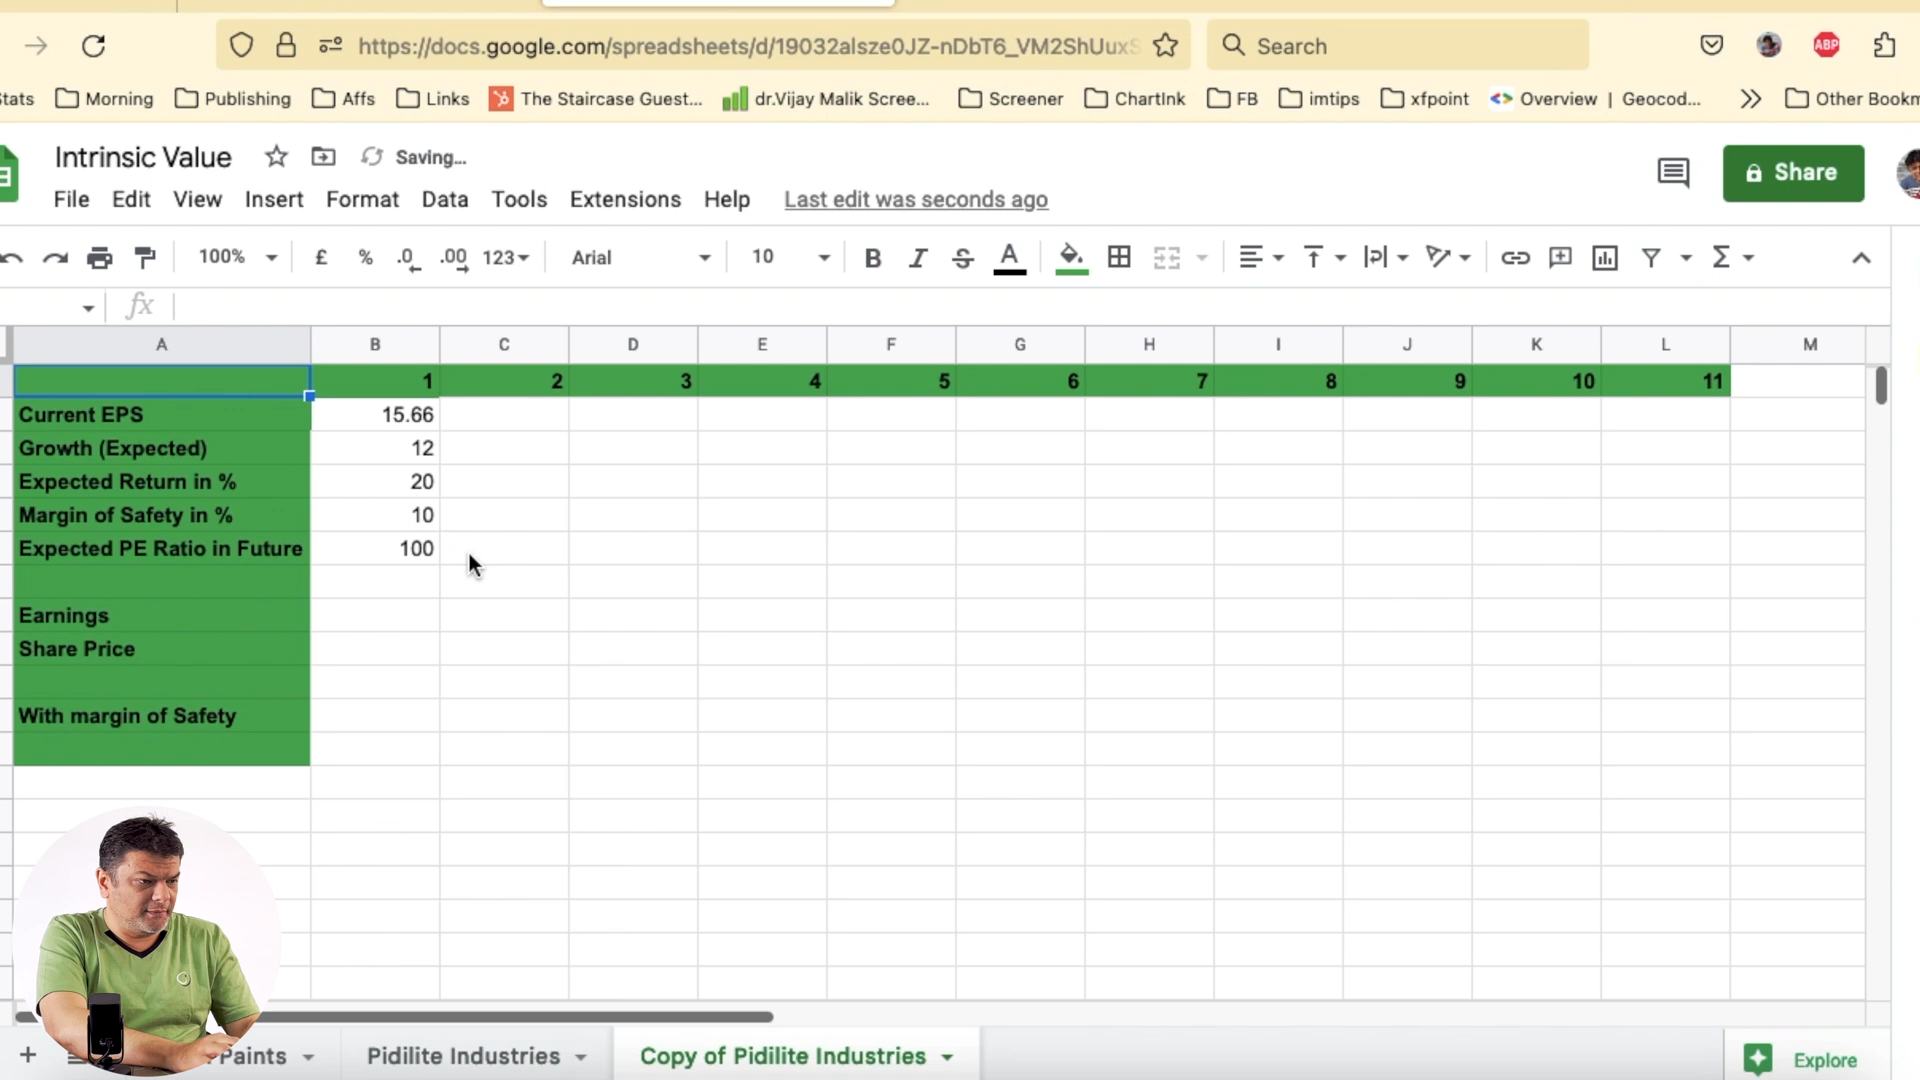 https://docs.google.com/spreadsheets/d/19032alsze0JZ-nDbT6_VM2ShUuxS
Search
ABP
Stats Morning Publishing Affs Links The Staircase Guest... dr.Vijay Malik Scree... Screener ChartInk FB imtips xfpoint Overview | Geocod... Other Bookm
Intrinsic Value Saving...
Share
File Edit View Insert Format Data Tools Extensions Help Last edit was seconds ago
100% £ % .0 .00 123 Arial 10 B I S A Σ
fx
A B C D E F G H I J K L M
1 2 3 4 5 6 7 8 9 10 11
Current EPS 15.66
Growth (Expected) 12
Expected Return in % 20
Margin of Safety in % 10
Expected PE Ratio in Future 100
Earnings
Share Price
With margin of Safety
+ Paints Pidilite Industries Copy of Pidilite Industries Explore